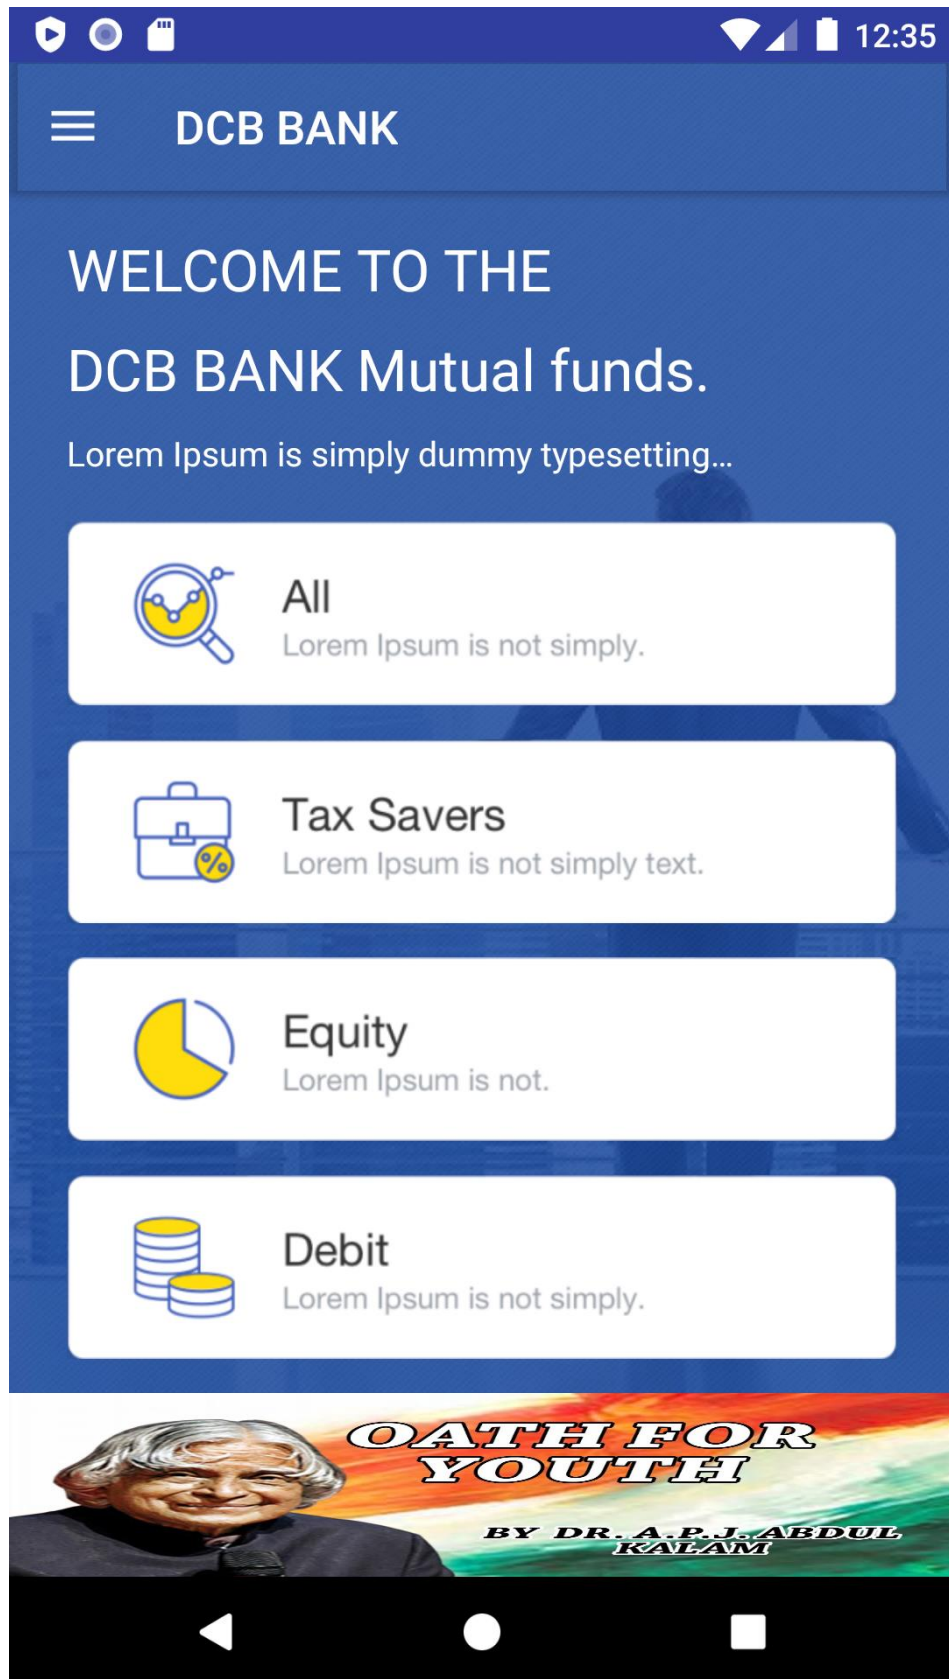 12:35
DCB BANK
WELCOME TO THE
DCB BANK Mutual funds.
Lorem Ipsum is simply dummy typesetting...
All
Lorem Ipsum is not simply.
Tax Savers
%
Lorem Ipsum is not simply text.
Equity
Lorem Ipsum is not.
Debit
Lorem Ipsum is not simply.
OATH FOR
YOUTH
BY DR. A.P.J. ABDUL
KALAM